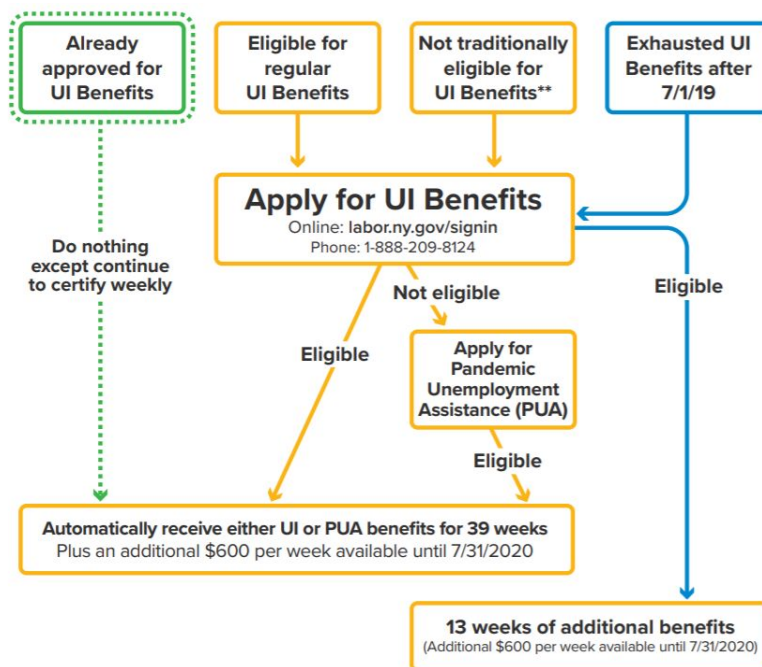 Already
approved for
UI Benefits
Eligible for
regular
UI Benefits
Not traditionally
eligible for
UI Benefits**
Exhausted UI
Benefits after
7/1/19
Apply for UI Benefits
Online: labor.ny.gov/signin
Phone: 1-888-209-8124
Do nothing
except continue
to certify weekly
Not eligible
Eligible
Eligible
Apply for
Pandemic
Unemployment
Assistance (PUA)
Eligible
Automatically receive either UI or PUA benefits for 39 weeks
Plus an additional $600 per week available until 7/31/2020
13 weeks of additional benefits
(Additional $600 per week available until 7/31/2020)